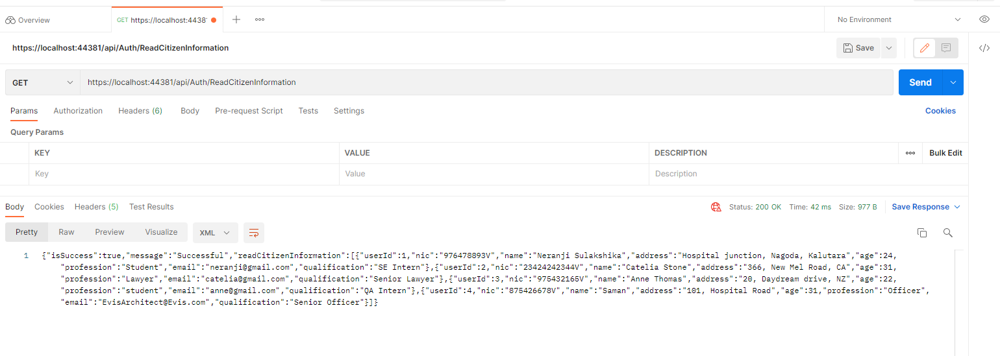 Overview
GET https://localhost:4438'
No Environment
https://localhost:44381/api/Auth/ReadCitizenInformation
Save
GET
https://localhost:44381/api/Auth/ReadCitizenInformation
Send
Params Authorization Headers (6) Body Pre-request Script Tests Settings Cookies
Query Params
KEY VALUE DESCRIPTION Bulk Edit
Key Value Description
Body Cookies Headers (5) Test Results Status: 200 OK Time: 42 ms Size: 977 B Save Response
Pretty Raw Preview Visualize XML
1 {"isSuccess":true,"message":"Successful","readCitizenInformation":[{"userId":1,"nic":"976478893V","name":"Neranji Sulakshika","address":"Hospital junction, Nagoda, Kalutara","age":24,
"profession":"Student","email":"neranji@gmail.com","qualification":"SE Intern"},{"userId":2,"nic":"23424242344V","name":"Catelia Stone","address":"366, New Mel Road, CA","age":31,
"profession":"Lawyer","email":"catelia@gmail.com","qualification":"Senior Lawyer"},{"userId":3,"nic":"975432165V","name":"Anne Thomas","address":"20, Daydream drive, NZ","age":22,
"profession":"student","email":"anne@gmail.com","qualification":"QA Intern"},{"userId":4,"nic":"875426678V","name":"Saman","address":"101, Hospital Road","age":31,"profession":"Officer",
"email":"EvisArchitect@Evis.com","qualification":"Senior Officer"}]}